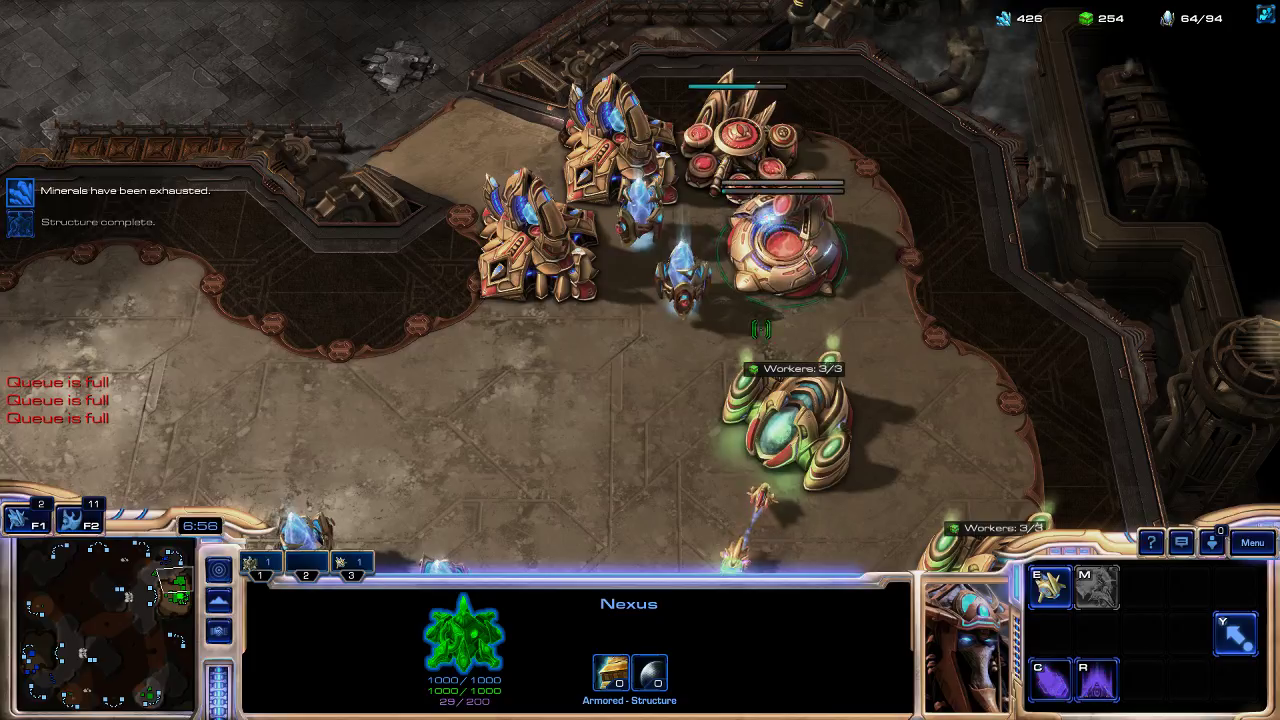 426 254 64/94
Minerals have been exhausted.
Structure complete.
Workers: 3/3
Queue is full
Queue is full
Queue is full
2 11
F1 F2
6:56
Workers: 3/3
0
? Menu
1 1
1 2 3
Nexus
1000/1000
1000/1000
29/200
0 0
Armored - Structure
E M
Y
C R